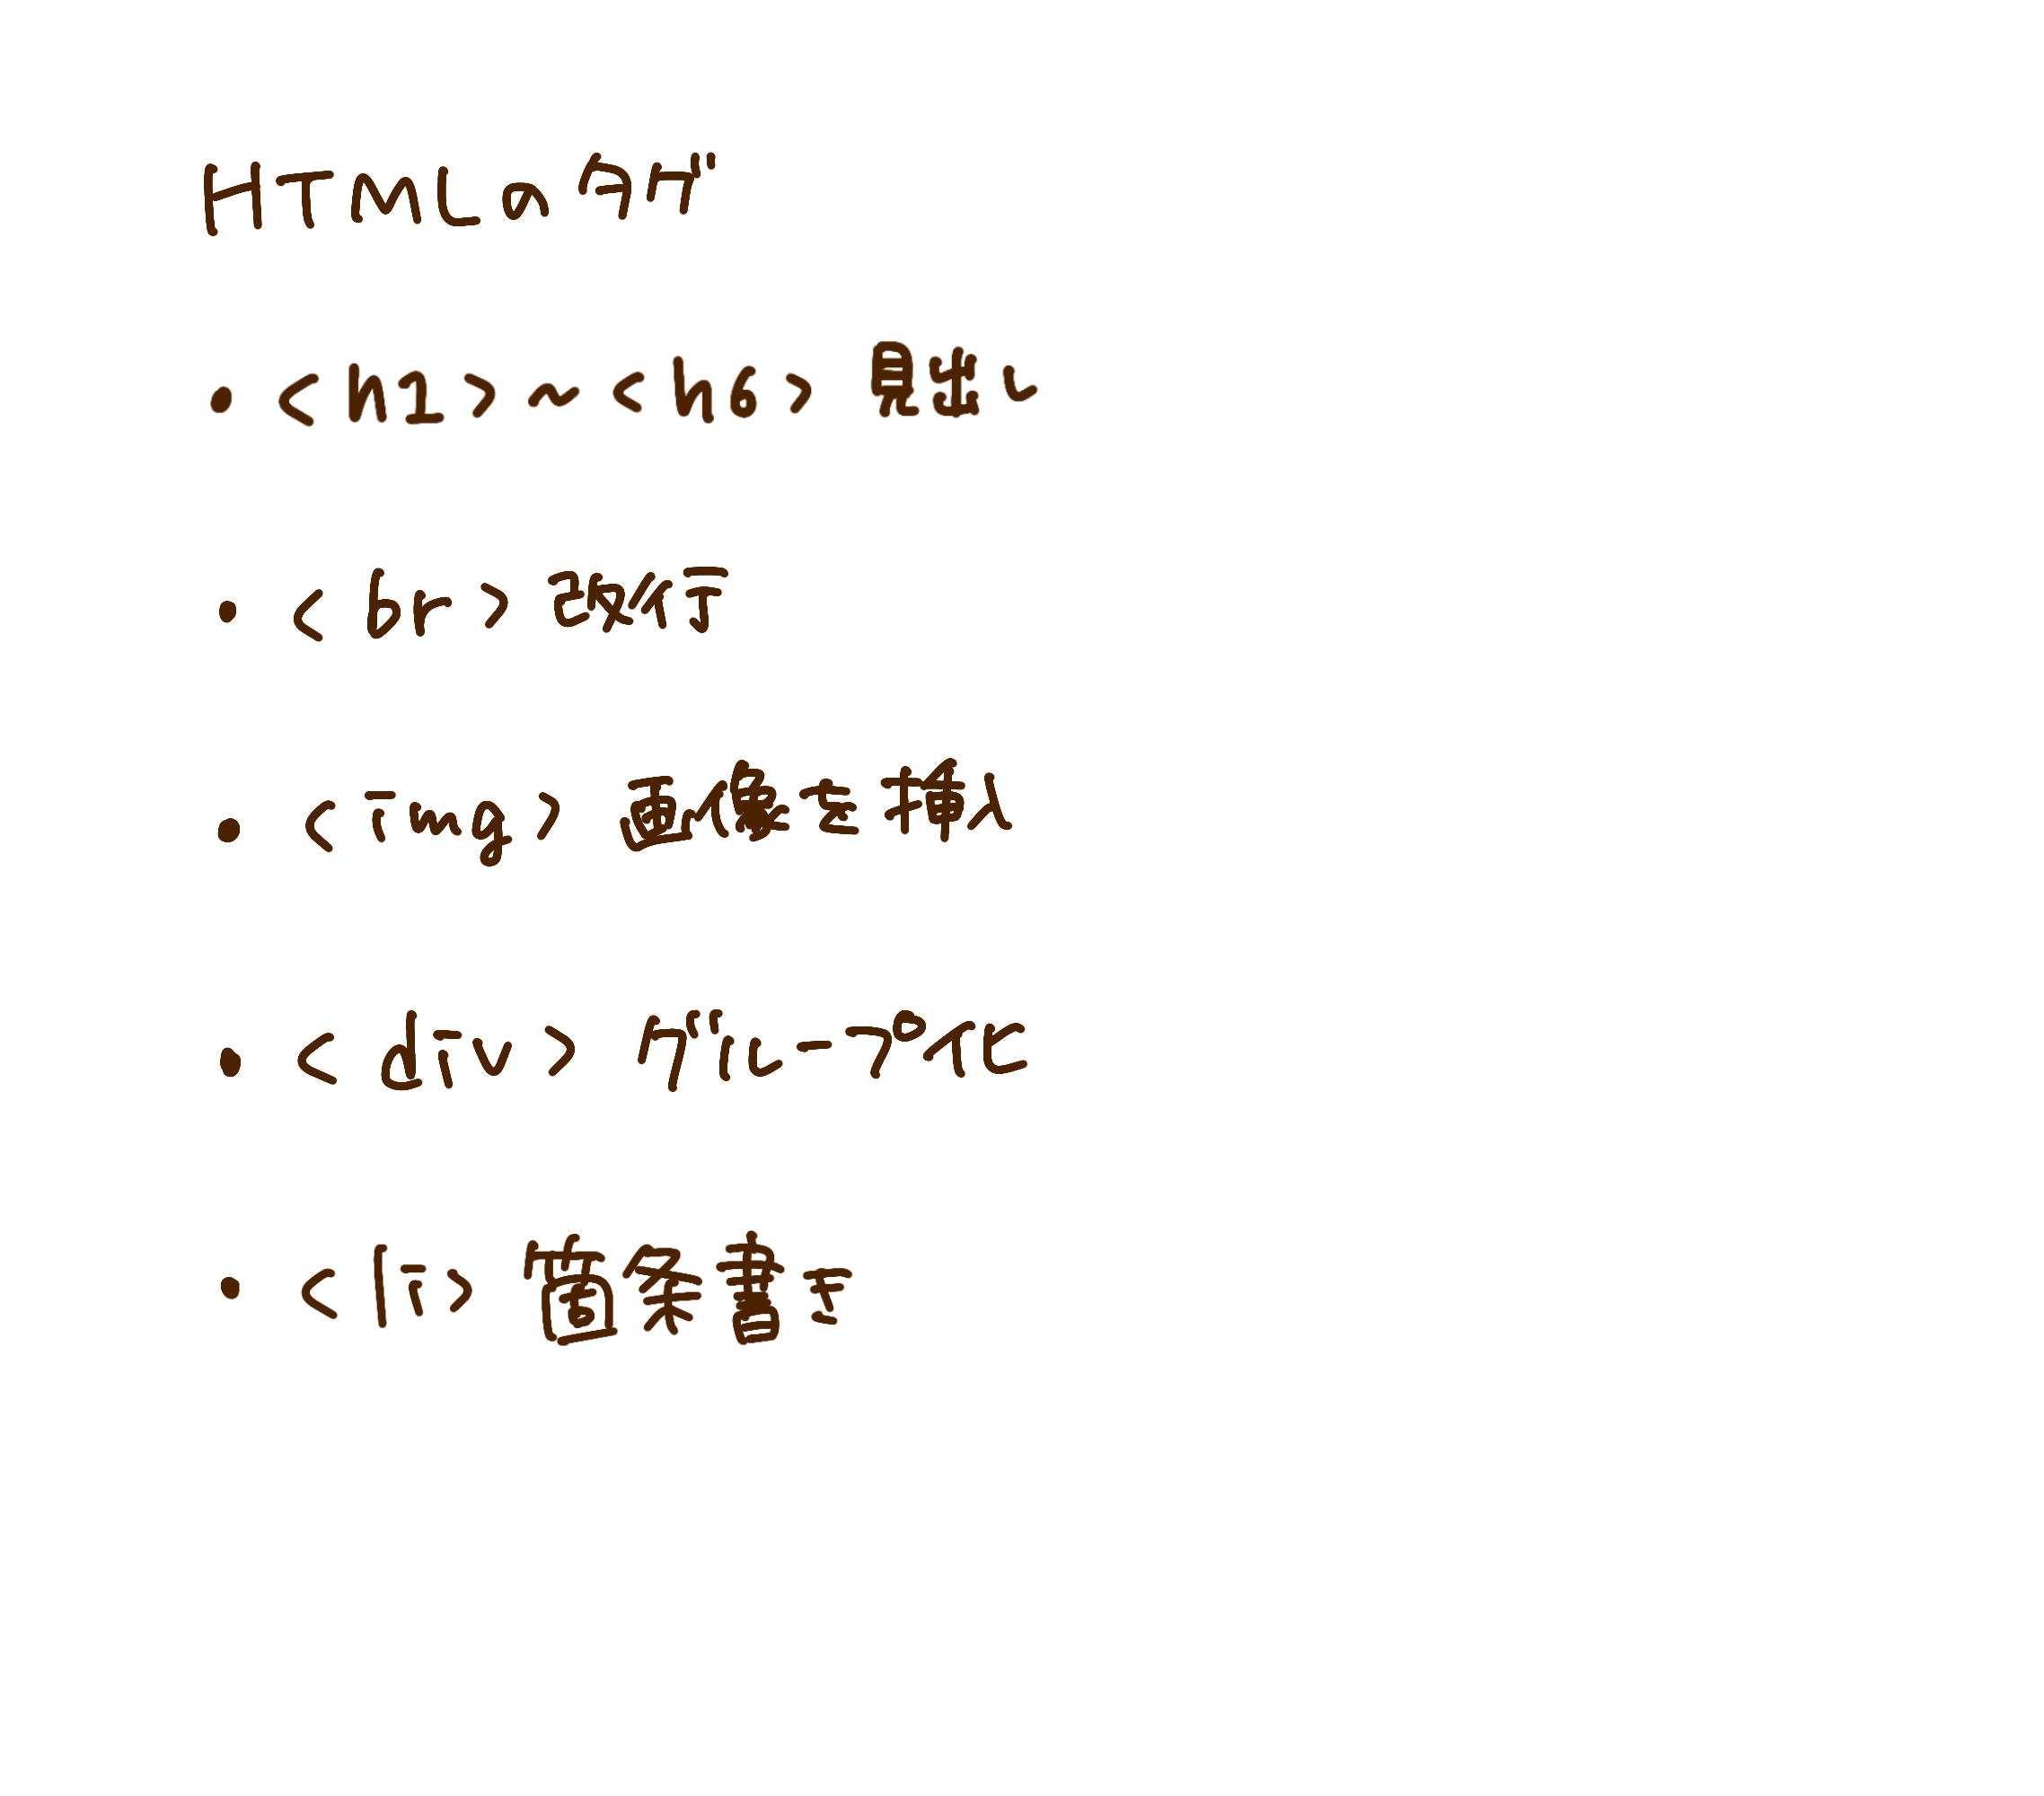 HTMLのタグ
・<h1>~<h6> 見出し
・<br> 改行
・<img> 画像を挿入
・<div> グループ化
・<li> 箇条書き